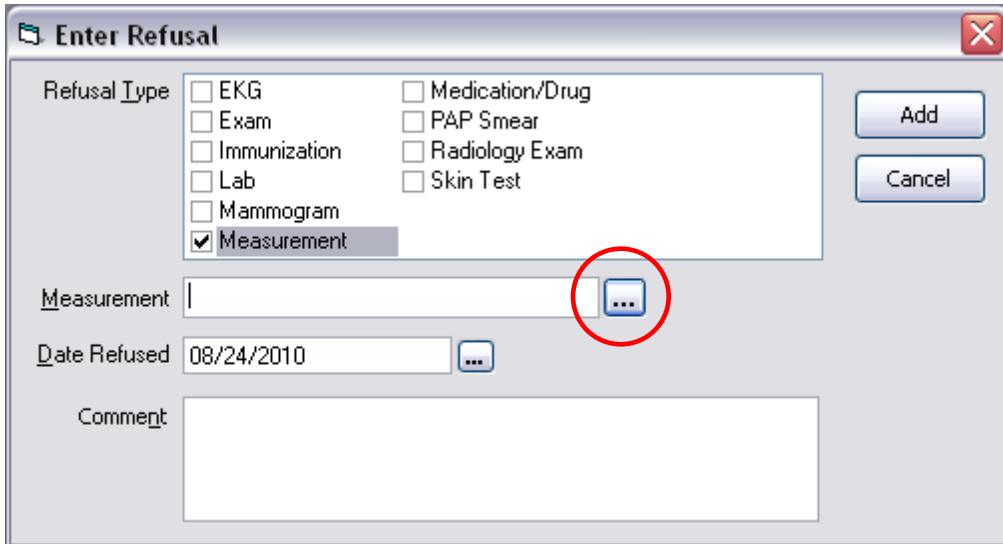 Enter Refusal
Refusal Type
EKG Medication/Drug
Exam PAP Smear
Immunization Radiology Exam
Lab Skin Test
Mammogram
Measurement
Add
Cancel
Measurement ...
Date Refused 08/24/2010 ...
Comment